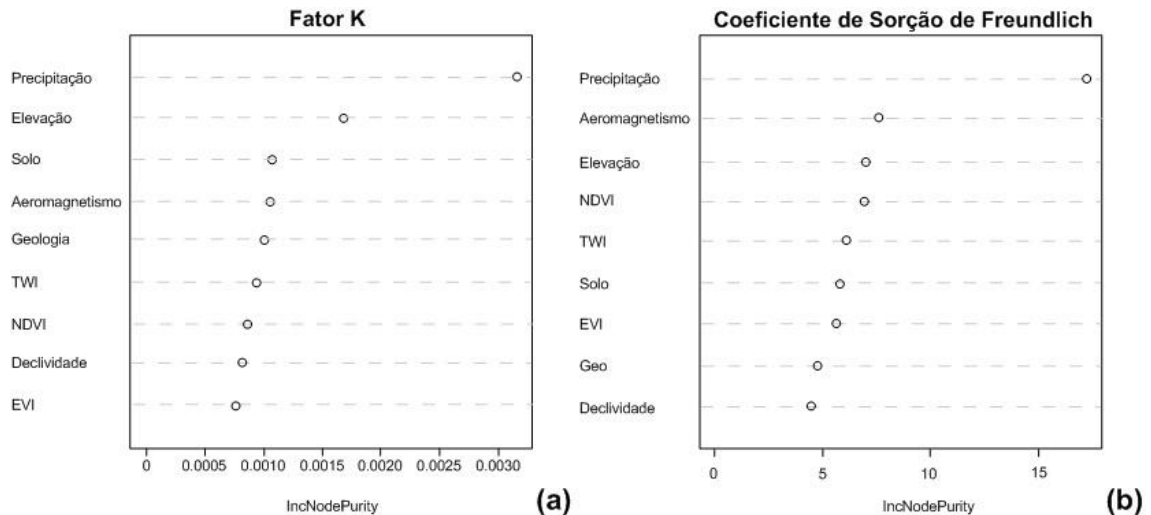 Fator K
Precipitação
Elevação
Solo
Aeromagnetismo
Geologia
TWI
NDVI
Declividade
EVI
0 0.0005 0.0010 0.0015 0.0020 0.0025 0.0030
IncNodePurity
(a)
Coeficiente de Sorção de Freundlich
Precipitação
Aeromagnetismo
Elevação
NDVI
TWI
Solo
EVI
Geo
Declividade
0 5 10 15
IncNodePurity
(b)